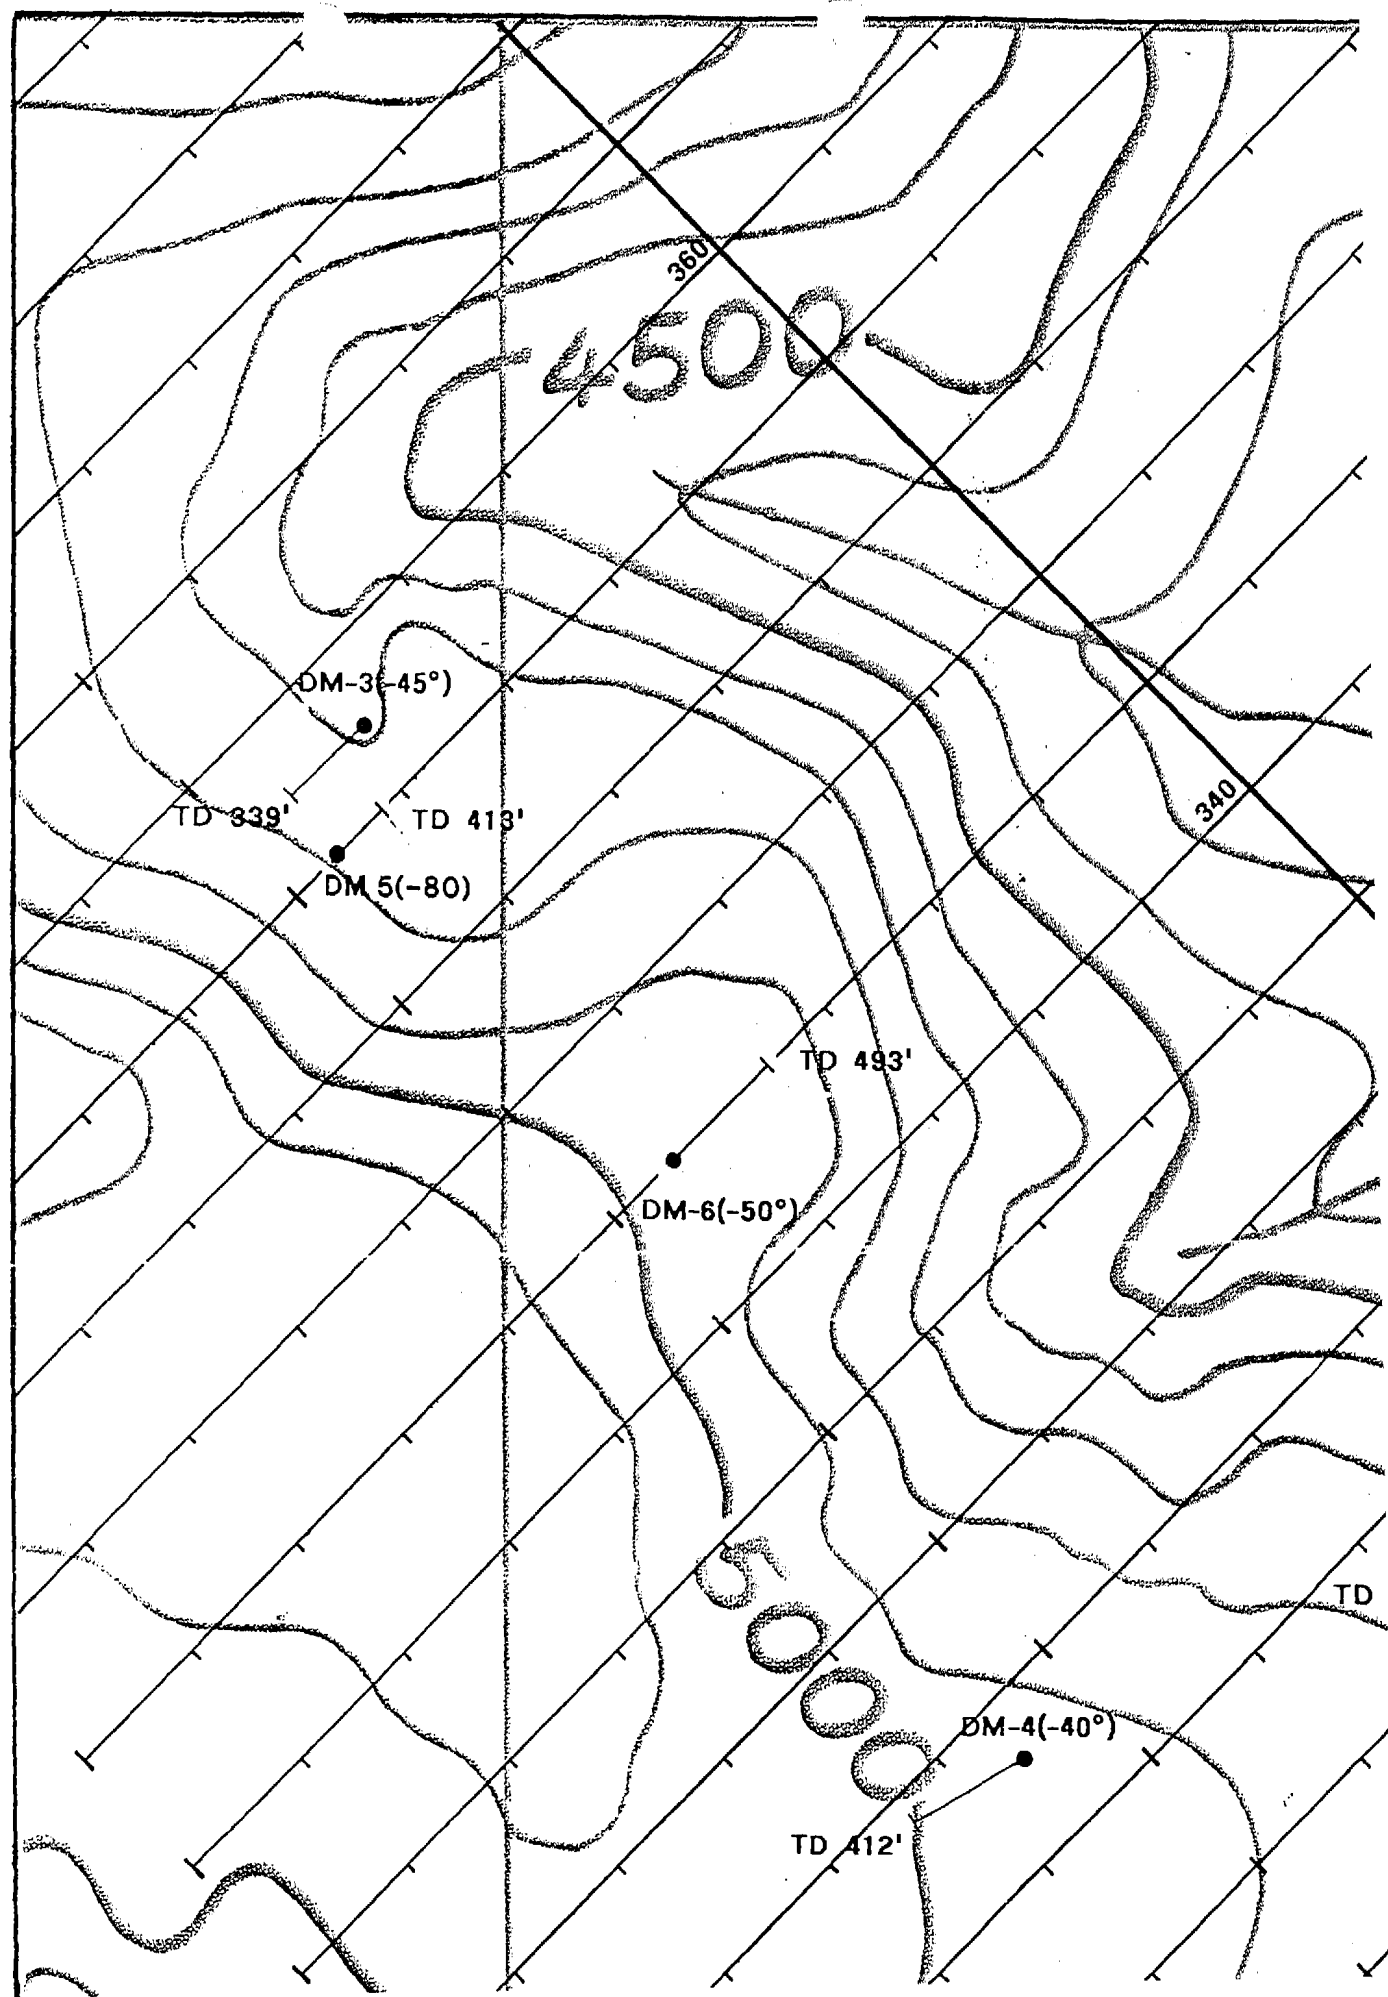 360
4500
DM-3(-45°)
340
TD 339'
TD 413'
DM 5(-80)
TD 493'
DM-6(-50°)
5000
TD
DM-4(-40°)
TD 412'